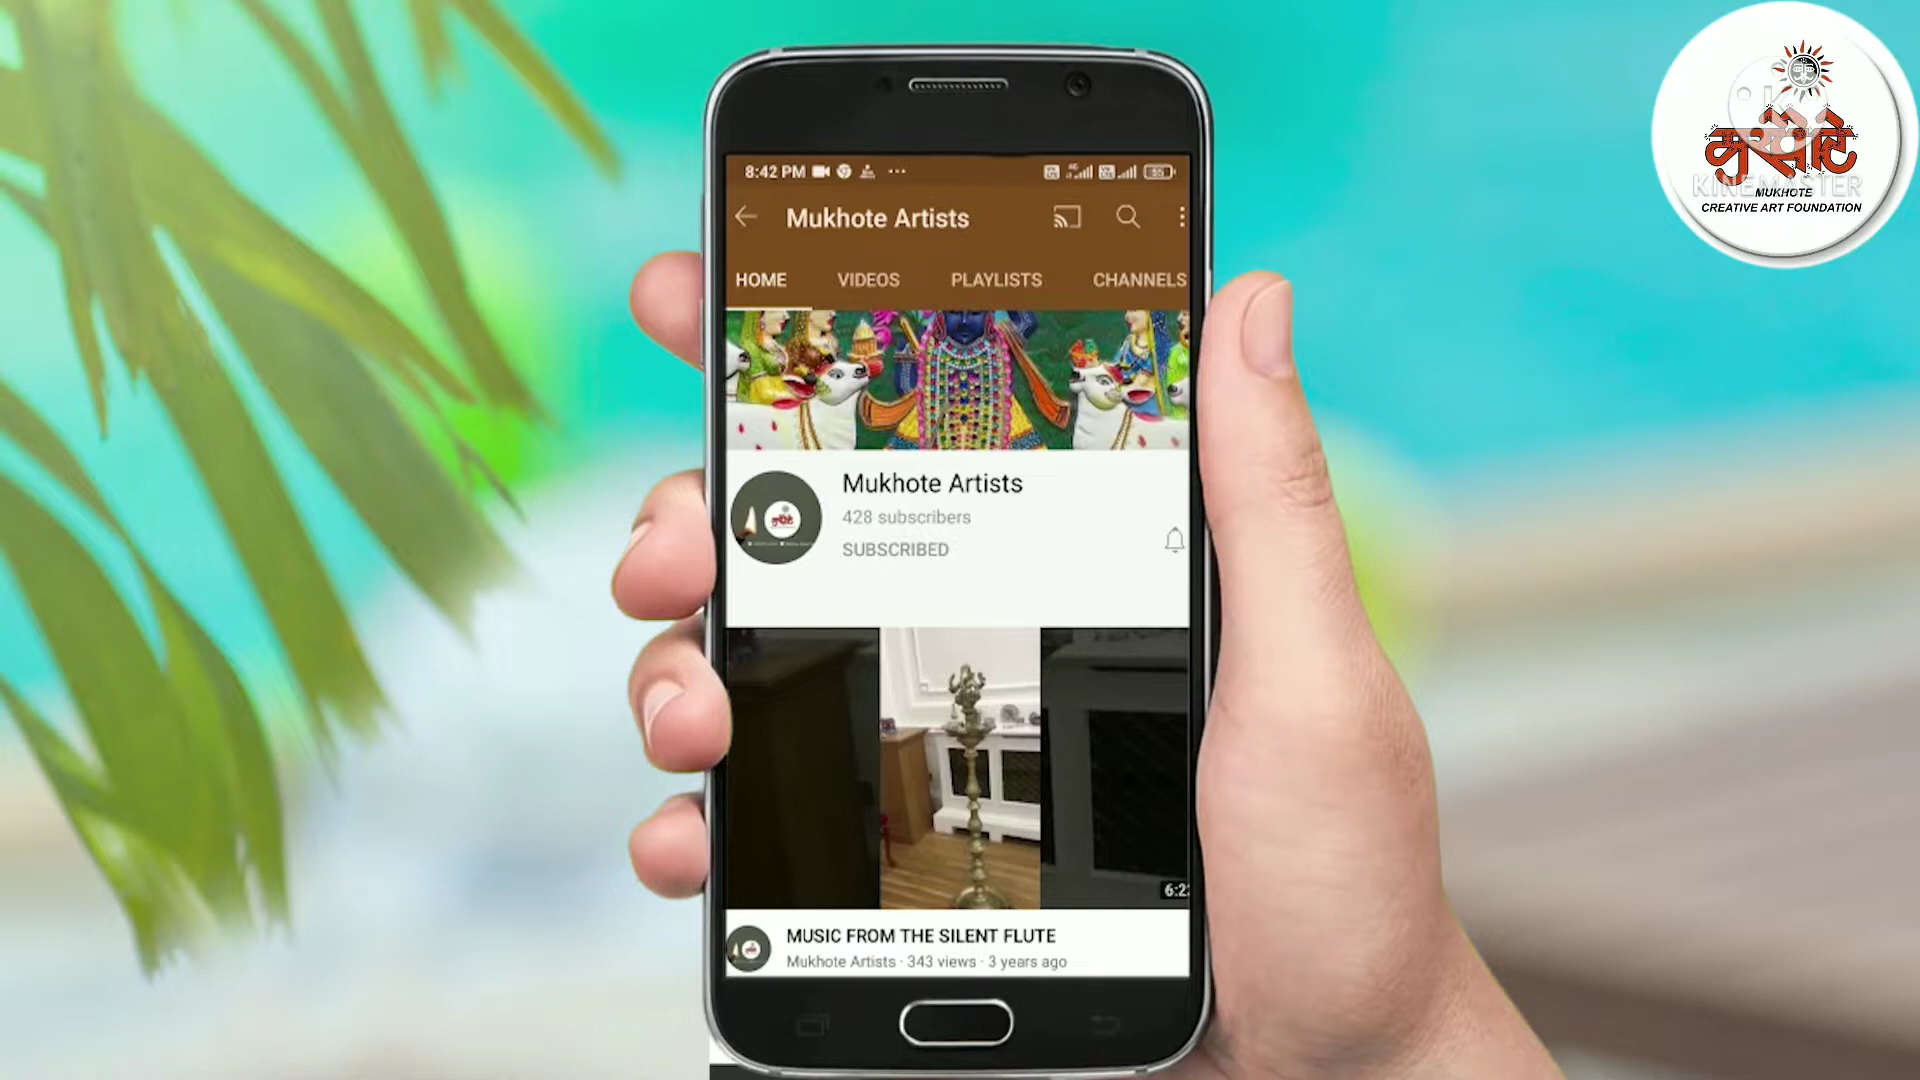 8:42 PM
Mukhote Artists
HOME VIDEOS PLAYLISTS CHANNELS
Mukhote Artists
428 subscribers
SUBSCRIBED
MUSIC FROM THE SILENT FLUTE
Mukhote Artists · 343 views · 3 years ago
मुखौटे
KINEMASTER
MUKHOTE
CREATIVE ART FOUNDATION